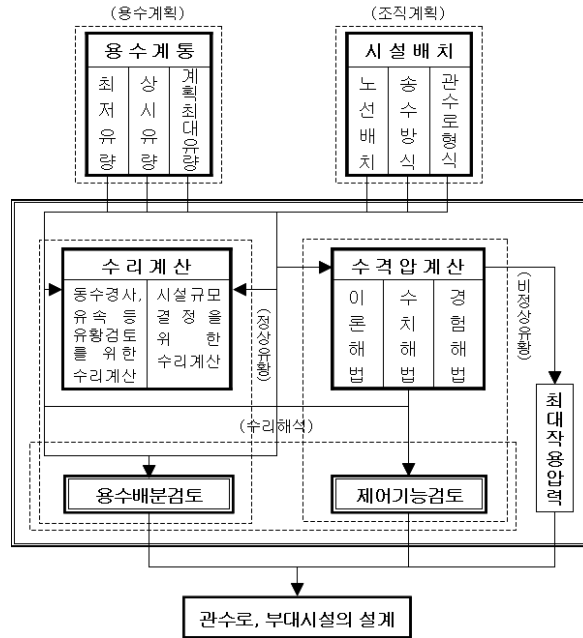 (용수계획)
(조직계획)
용 수 계 통
최저유량
상시유량
계획최대유량
시 설 배 치
노선배치
송수방식
관수로형식
수 리 계 산
동수경사,
유속 등
유황검토
를 위한
수리계산
시설규모
결정을
위 한
수리계산
(정상유황)
수 격 압 계 산
이론해법
수치해법
경험해법
(비정상유황)
최대작용압력
(수리해석)
용수배분검토
제어기능검토
관수로, 부대시설의 설계